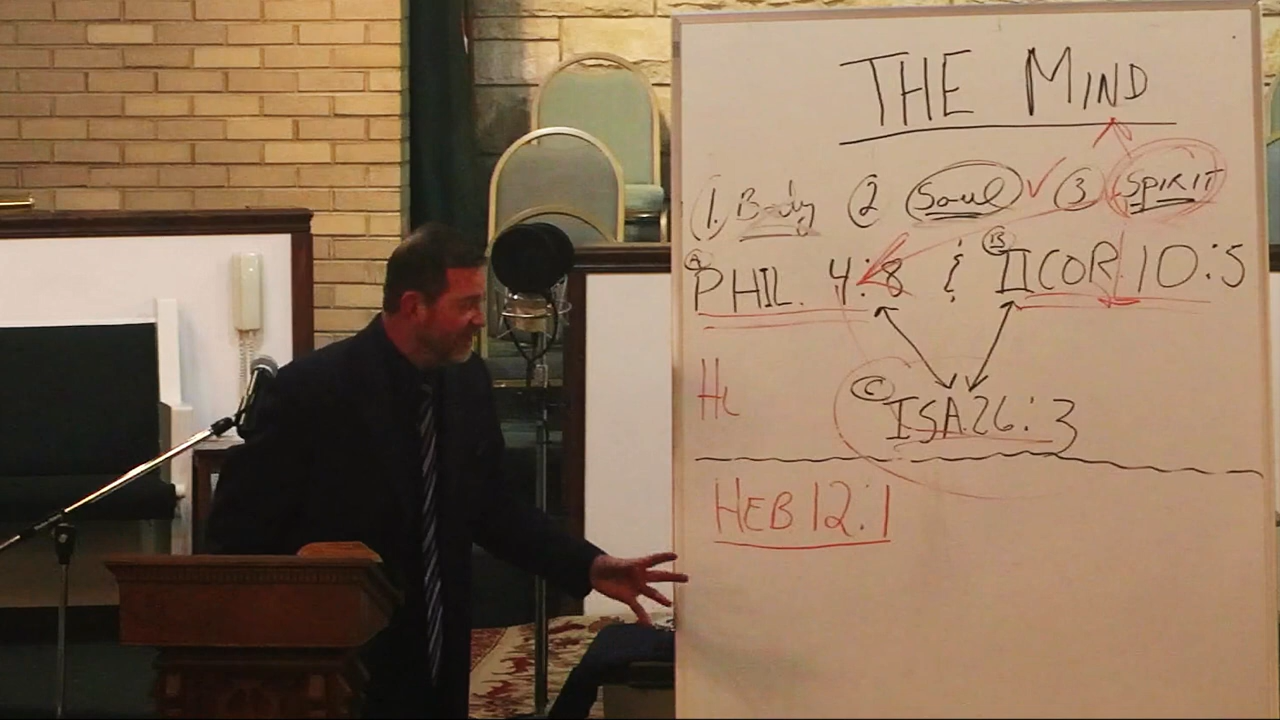 THE MIND
1. Body 2 Soul ✓ 3 SPIRIT
A PHIL. 4:8 & B II COR 10:5
He
C ISA. 26:3
HEB 12:1